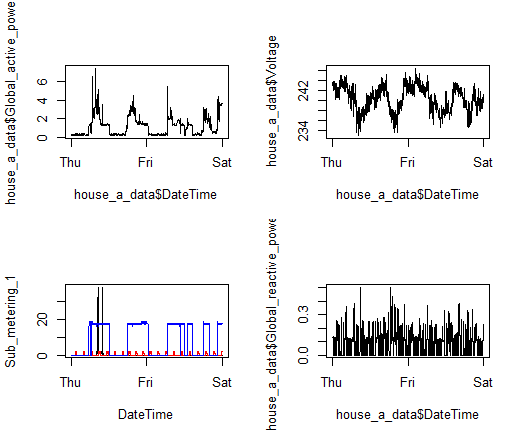 house_a_data$Global_active_powe
0 2 4 6
Thu Fri Sat
house_a_data$DateTime
house_a_data$Voltage
234 242
Thu Fri Sat
house_a_data$DateTime
Sub_metering_1
0 20
Thu Fri Sat
DateTime
house_a_data$Global_reactive_powe
0.0 0.3
Thu Fri Sat
house_a_data$DateTime